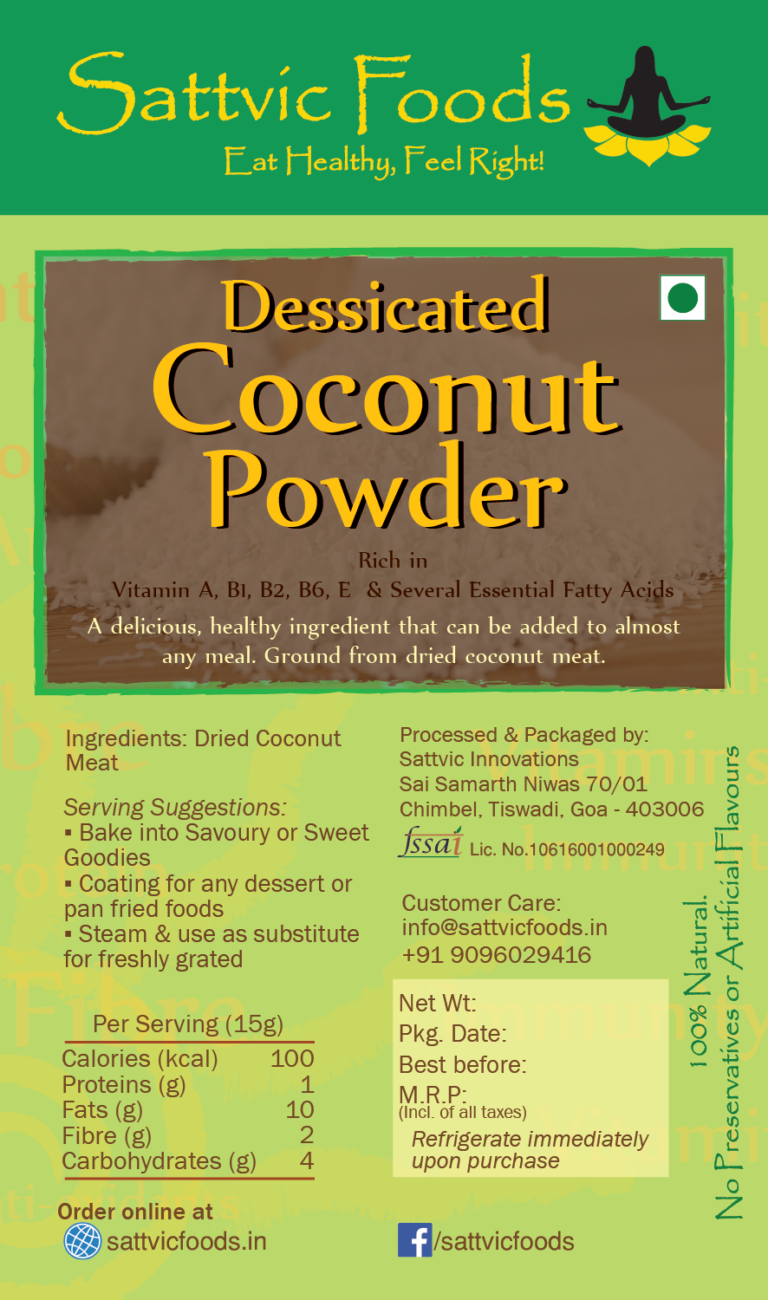 Sattvic Foods
Eat Healthy, Feel Right!
Dessicated
Coconut
Powder
Rich in
Vitamin A, B1, B2, B6, E & Several Essential Fatty Acids
A delicious, healthy ingredient that can be added to almost
any meal. Ground from dried coconut meat.
Ingredients: Dried Coconut
Meat
Serving Suggestions:
▪ Bake into Savoury or Sweet
Goodies
▪ Coating for any dessert or
pan fried foods
▪ Steam & use as substitute
for freshly grated
Per Serving (15g)
Calories (kcal) 100
Proteins (g) 1
Fats (g) 10
Fibre (g) 2
Carbohydrates (g) 4
Order online at
sattvicfoods.in
Processed & Packaged by:
Sattvic Innovations
Sai Samarth Niwas 70/01
Chimbel, Tiswadi, Goa - 403006
fssai Lic. No.10616001000249
Customer Care:
info@sattvicfoods.in
+91 9096029416
Net Wt:
Pkg. Date:
Best before:
M.R.P:
(Incl. of all taxes)
Refrigerate immediately
upon purchase
f/sattvicfoods
100% Natural.
No Preservatives or Artificial Flavours
Vitamins
Fibre